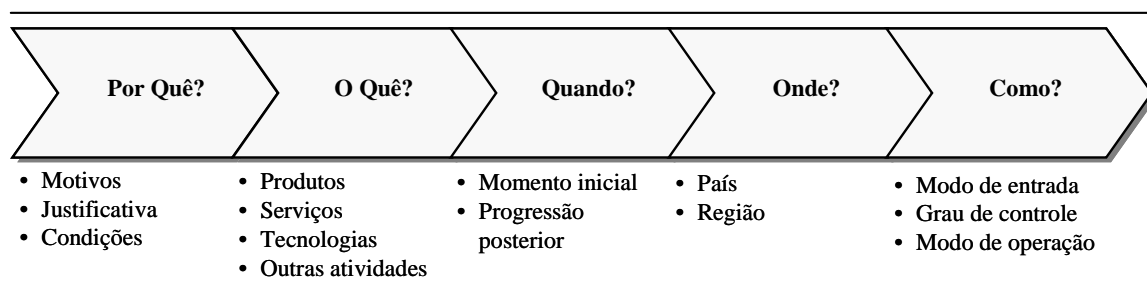 Por Quê?
O Quê?
Quando?
Onde?
Como?
• Motivos
• Justificativa
• Condições
• Produtos
• Serviços
• Tecnologias
• Outras atividades
• Momento inicial
• Progressão
posterior
• País
• Região
• Modo de entrada
• Grau de controle
• Modo de operação